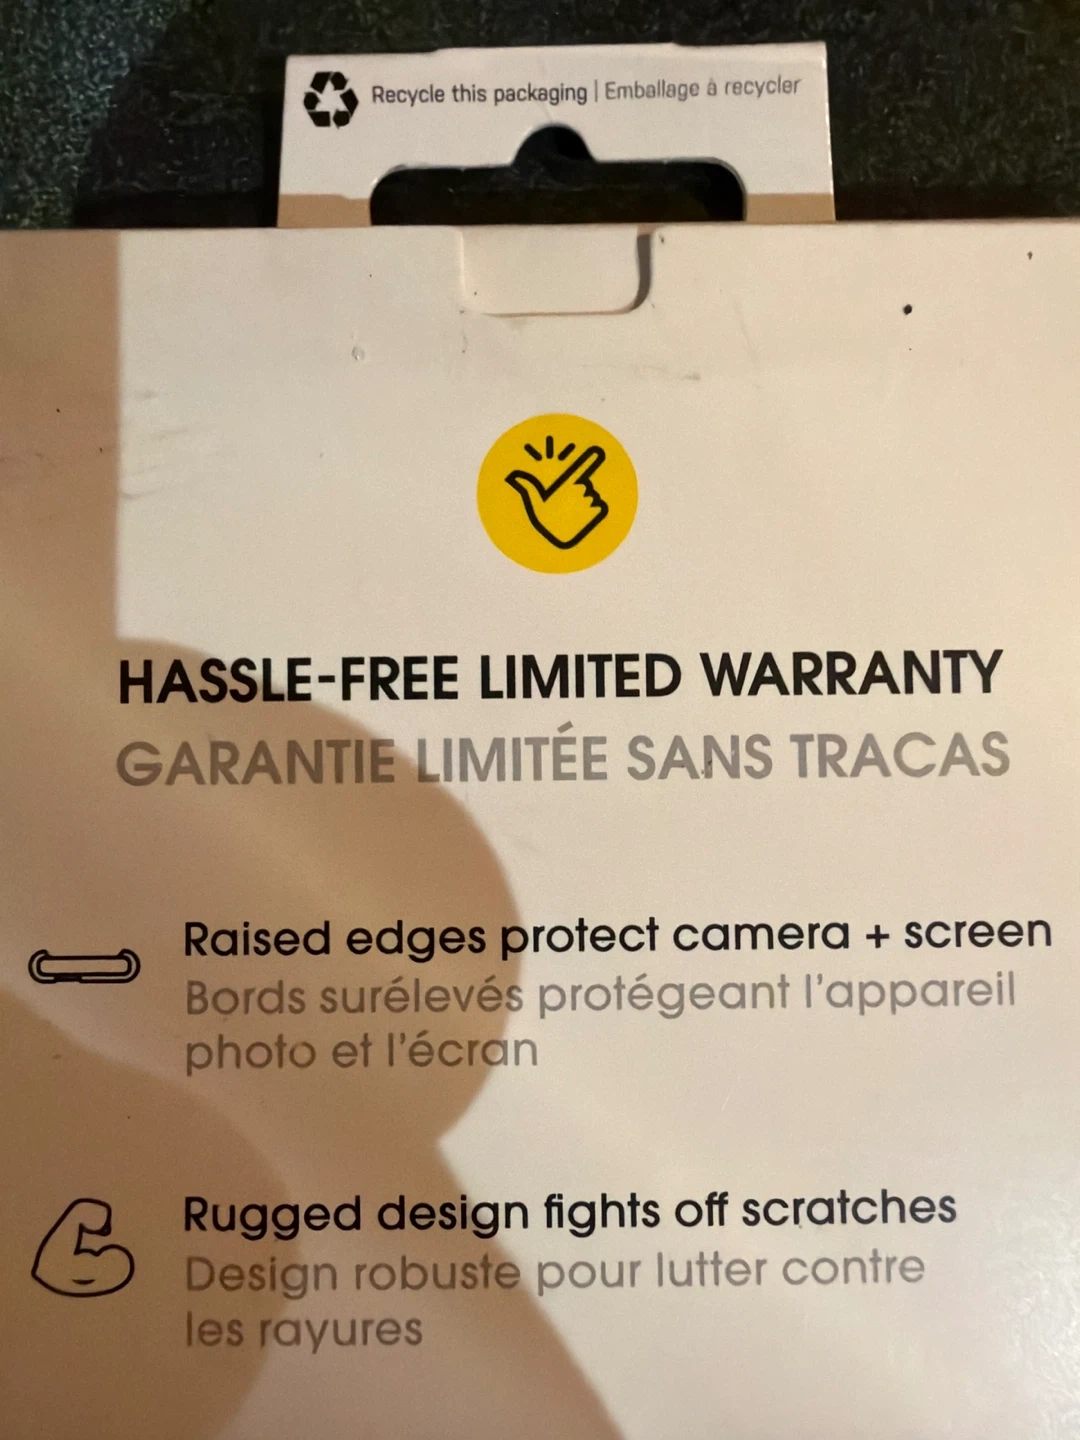 Recycle this packaging | Emballage à recycler
HASSLE-FREE LIMITED WARRANTY
GARANTIE LIMITÉE SANS TRACAS
Raised edges protect camera + screen
Bords surélevés protégeant l'appareil
photo et l'écran
Rugged design fights off scratches
Design robuste pour lutter contre
les rayures